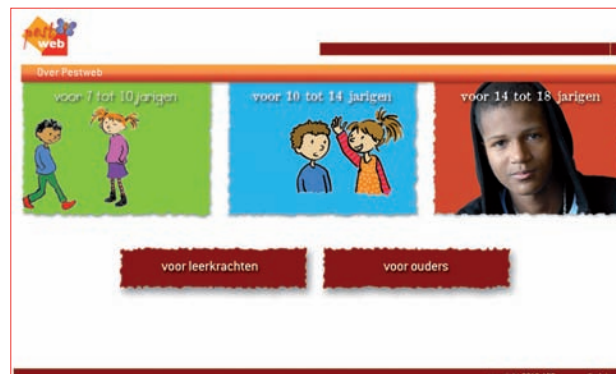 pest
web
Over Pestweb
voor 7 tot 10 jarigen
voor 10 tot 14 jarigen
voor 14 tot 18 jarigen
voor leerkrachten
voor ouders